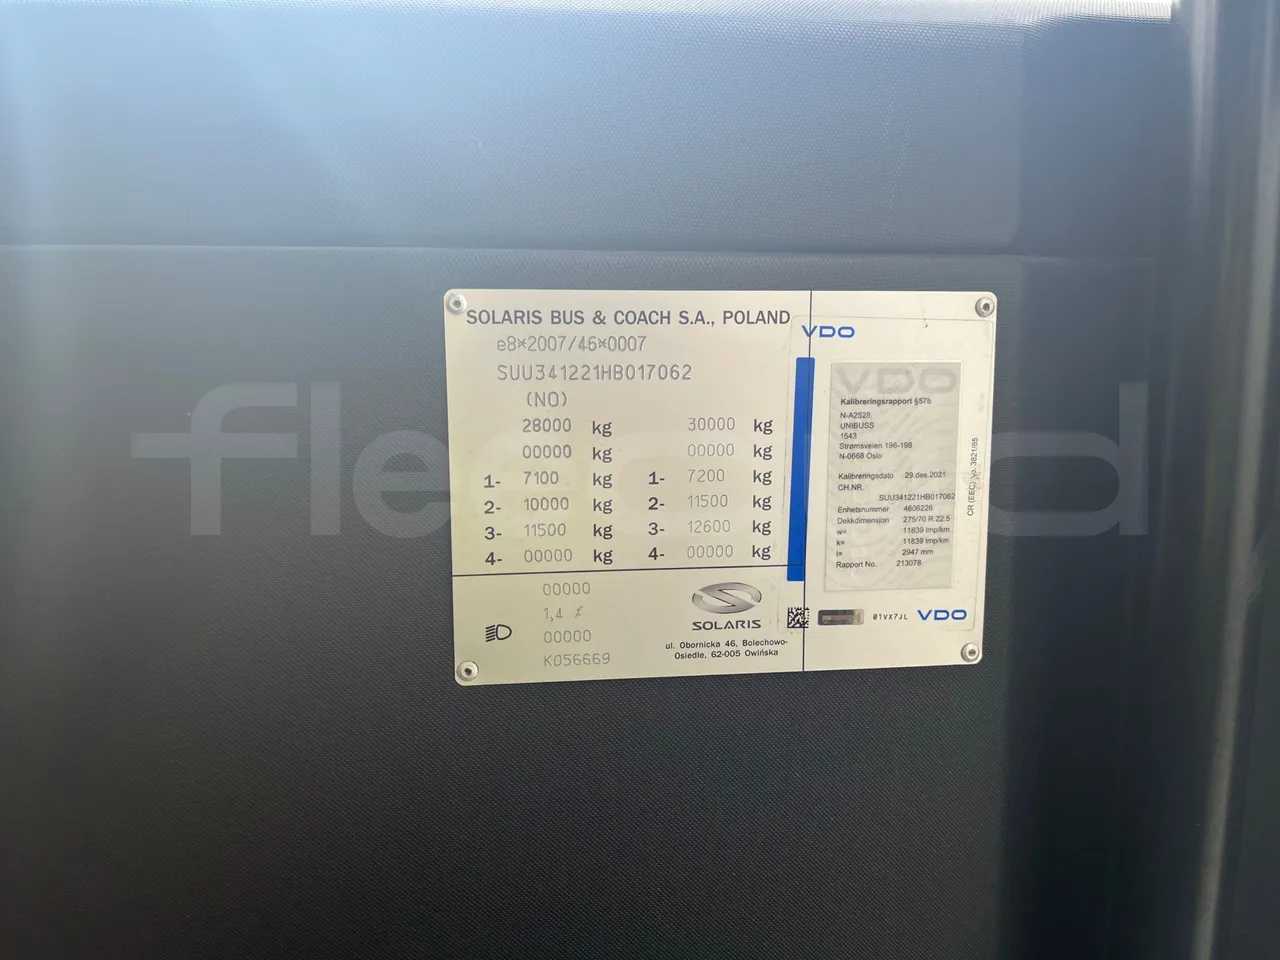 SOLARIS BUS & COACH S.A., POLAND
e8*2007/46*0007
SUU341221HB017062
(NO)
28000 kg 30000 kg
00000 kg 00000 kg
1- 7100 kg 1- 7200 kg
2- 10000 kg 2- 11500 kg
3- 11500 kg 3- 12600 kg
4- 00000 kg 4- 00000 kg
00000
1,4 %
00000
K056669
SOLARIS
ul. Obornicka 46, Bolechowo-
Osiedle, 62-005 Owińska
VDO
VDO
Kalibreringsrapport §57b
N-A2528
UNIBUSS
1543
Strømsveien 196-198
N-0668 Oslo
Kalibreringsdato 29.des.2021
CH.NR.
SUU341221HB017062
Enhetsnummer 4606226
Dekkdimensjon 275/70 R 22.5
w= 11839 Imp/km
k= 11839 Imp/km
l= 2947 mm
Rapport No. 213078
CR (EEC) No. 3821/85
01VX7JL VDO